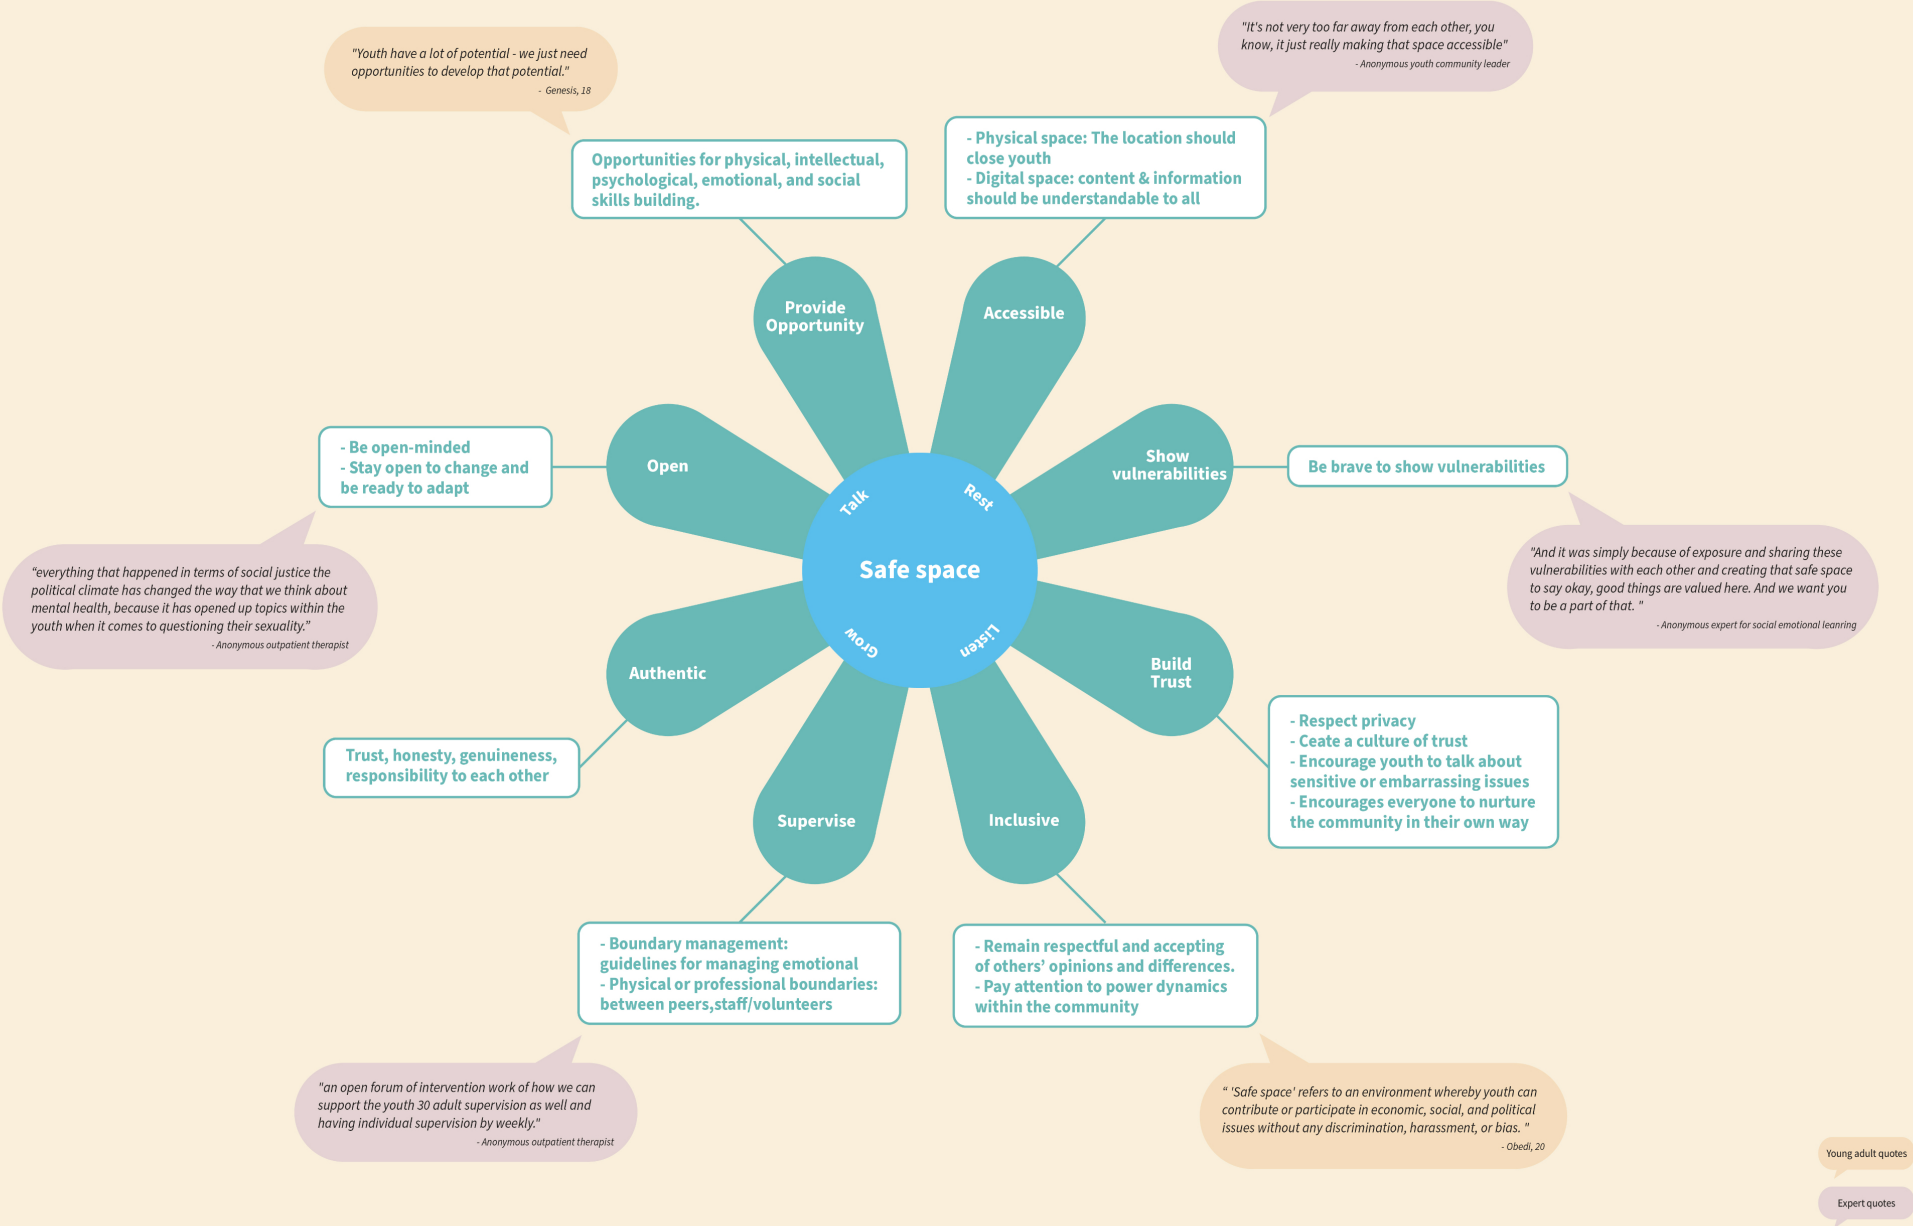 "Youth have a lot of potential - we just need
opportunities to develop that potential."
- Genesis, 18
"It's not very too far away from each other, you
know, it just really making that space accessible"
- Anonymous youth community leader
Opportunities for physical, intellectual,
psychological, emotional, and social
skills building.
- Physical space: The location should
close youth
- Digital space: content & information
should be understandable to all
Provide
Opportunity
Accessible
- Be open-minded
- Stay open to change and
be ready to adapt
Open
Show
vulnerabilities
Be brave to show vulnerabilities
“everything that happened in terms of social justice the
political climate has changed the way that we think about
mental health, because it has opened up topics within the
youth when it comes to questioning their sexuality.”
- Anonymous outpatient therapist
Talk
Rest
Safe space
Grow
Listen
"And it was simply because of exposure and sharing these
vulnerabilities with each other and creating that safe space
to say okay, good things are valued here. And we want you
to be a part of that. "
- Anonymous expert for social emotional leanring
Authentic
Build
Trust
Trust, honesty, genuineness,
responsibility to each other
- Respect privacy
- Ceate a culture of trust
- Encourage youth to talk about
sensitive or embarrassing issues
- Encourages everyone to nurture
the community in their own way
Supervise
Inclusive
- Boundary management:
guidelines for managing emotional
- Physical or professional boundaries:
between peers,staff/volunteers
- Remain respectful and accepting
of others’ opinions and differences.
- Pay attention to power dynamics
within the community
"an open forum of intervention work of how we can
support the youth 30 adult supervision as well and
having individual supervision by weekly."
- Anonymous outpatient therapist
“ 'Safe space' refers to an environment whereby youth can
contribute or participate in economic, social, and political
issues without any discrimination, harassment, or bias. "
- Obedi, 20
Young adult quotes
Expert quotes